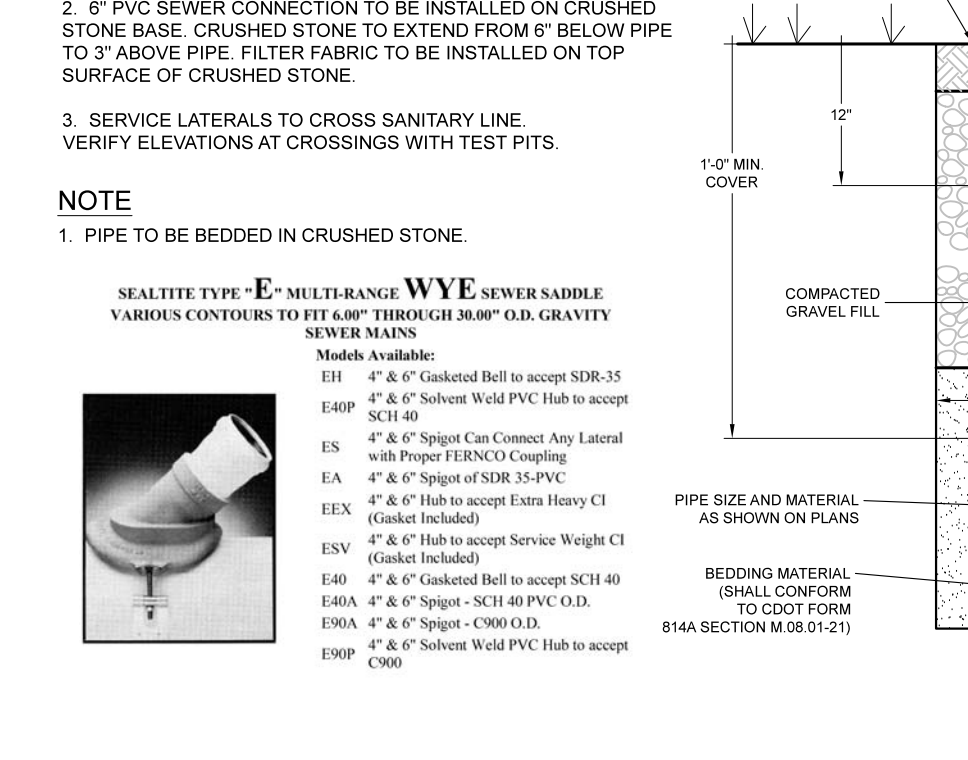 2.  6" PVC SEWER CONNECTION TO BE INSTALLED ON CRUSHED
STONE BASE. CRUSHED STONE TO EXTEND FROM 6" BELOW PIPE
TO 3" ABOVE PIPE. FILTER FABRIC TO BE INSTALLED ON TOP
SURFACE OF CRUSHED STONE.
3.  SERVICE LATERALS TO CROSS SANITARY LINE.
VERIFY ELEVATIONS AT CROSSINGS WITH TEST PITS.
NOTE
1.  PIPE TO BE BEDDED IN CRUSHED STONE.
SEALTITE TYPE "E" MULTI-RANGE WYE SEWER SADDLE
VARIOUS CONTOURS TO FIT 6.00" THROUGH 30.00" O.D. GRAVITY
SEWER MAINS
Models Available:
EH 4" & 6" Gasketed Bell to accept SDR-35
E40P 4" & 6" Solvent Weld PVC Hub to accept
SCH 40
ES 4" & 6" Spigot Can Connect Any Lateral
with Proper FERNCO Coupling
EA 4" & 6" Spigot of SDR 35-PVC
EEX 4" & 6" Hub to accept Extra Heavy CI
(Gasket Included)
ESV 4" & 6" Hub to accept Service Weight CI
(Gasket Included)
E40 4" & 6" Gasketed Bell to accept SCH 40
E40A 4" & 6" Spigot - SCH 40 PVC O.D.
E90A 4" & 6" Spigot - C900 O.D.
E90P 4" & 6" Solvent Weld PVC Hub to accept
C900
12"
1'-0" MIN.
COVER
COMPACTED
GRAVEL FILL
PIPE SIZE AND MATERIAL
AS SHOWN ON PLANS
BEDDING MATERIAL
(SHALL CONFORM
TO CDOT FORM
814A SECTION M.08.01-21)